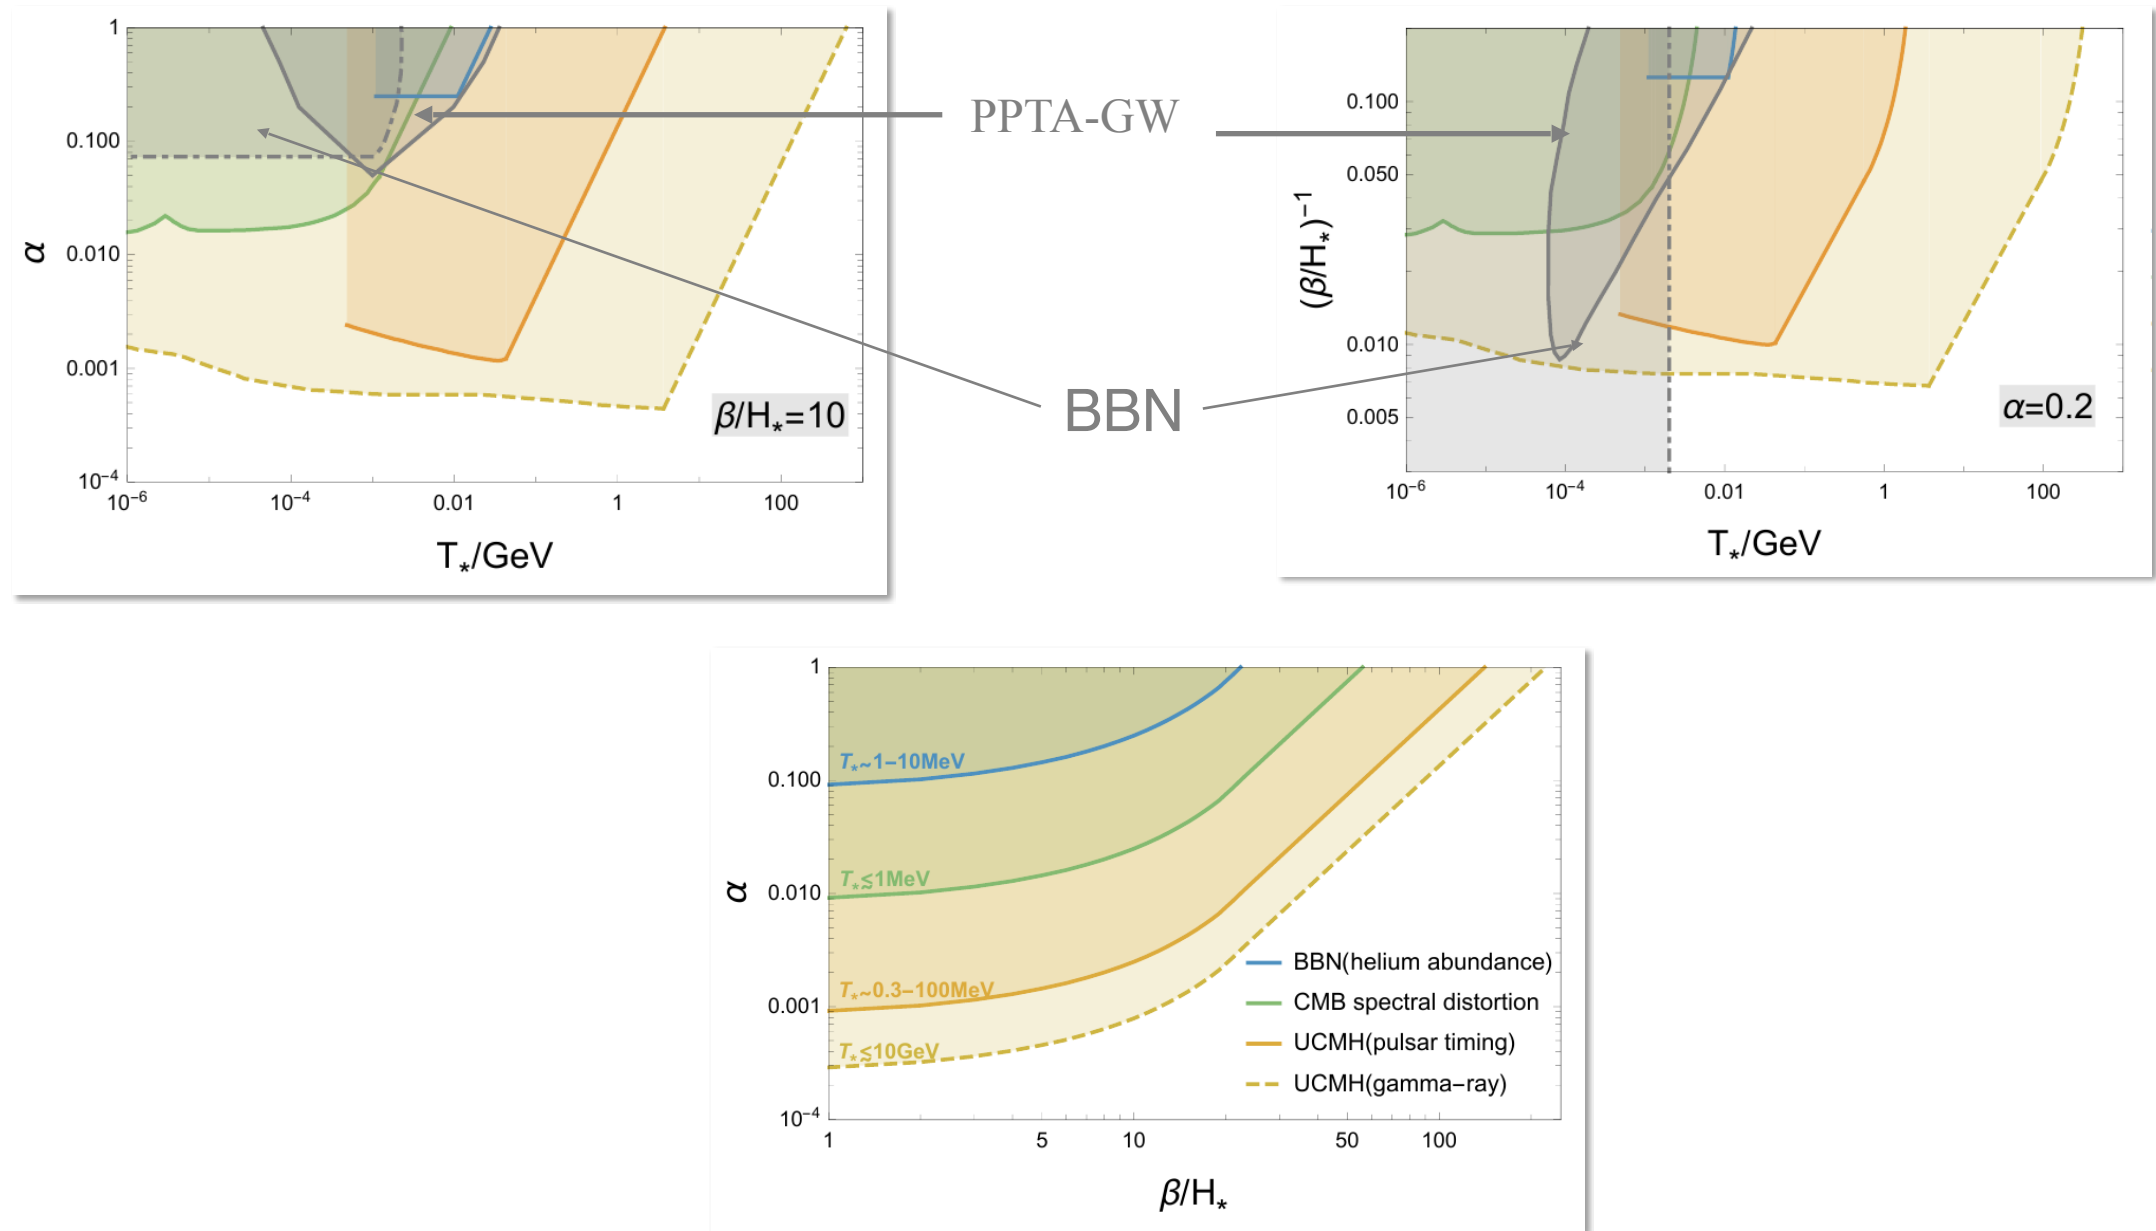 1
0.100
0.010
0.001
10⁻⁴
α
10⁻⁶
10⁻⁴
0.01
1
100
T*/GeV
β/H*=10
PPTA-GW
BBN
0.100
0.050
0.010
0.005
(β/H*)⁻¹
10⁻⁶
10⁻⁴
0.01
1
100
T*/GeV
α=0.2
1
0.100
0.010
0.001
10⁻⁴
α
T*~1–10MeV
T*≲1MeV
T*~0.3–100MeV
T*≲10GeV
BBN(helium abundance)
CMB spectral distortion
UCMH(pulsar timing)
UCMH(gamma–ray)
1
5
10
50
100
β/H*